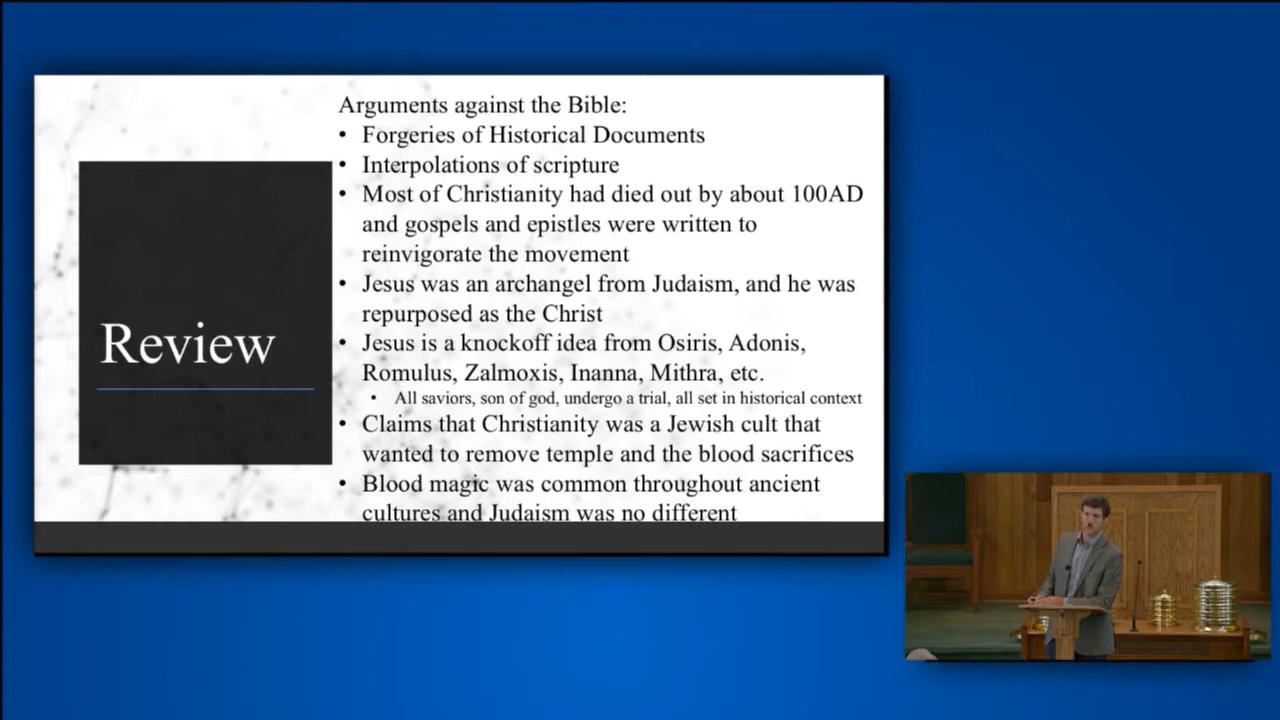 Review
Arguments against the Bible:
• Forgeries of Historical Documents
• Interpolations of scripture
• Most of Christianity had died out by about 100AD
and gospels and epistles were written to
reinvigorate the movement
• Jesus was an archangel from Judaism, and he was
repurposed as the Christ
• Jesus is a knockoff idea from Osiris, Adonis,
Romulus, Zalmoxis, Inanna, Mithra, etc.
• All saviors, son of god, undergo a trial, all set in historical context
• Claims that Christianity was a Jewish cult that
wanted to remove temple and the blood sacrifices
• Blood magic was common throughout ancient
cultures and Judaism was no different